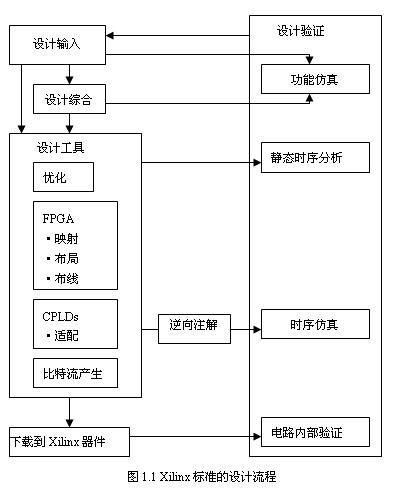 设计输入
设计验证
功能仿真
设计综合
设计工具
静态时序分析
优化
FPGA
·映射
·布局
·布线
CPLDs
·适配
逆向注解
时序仿真
比特流产生
下载到 Xilinx 器件
电路内部验证
图 1.1 Xilinx 标准的设计流程